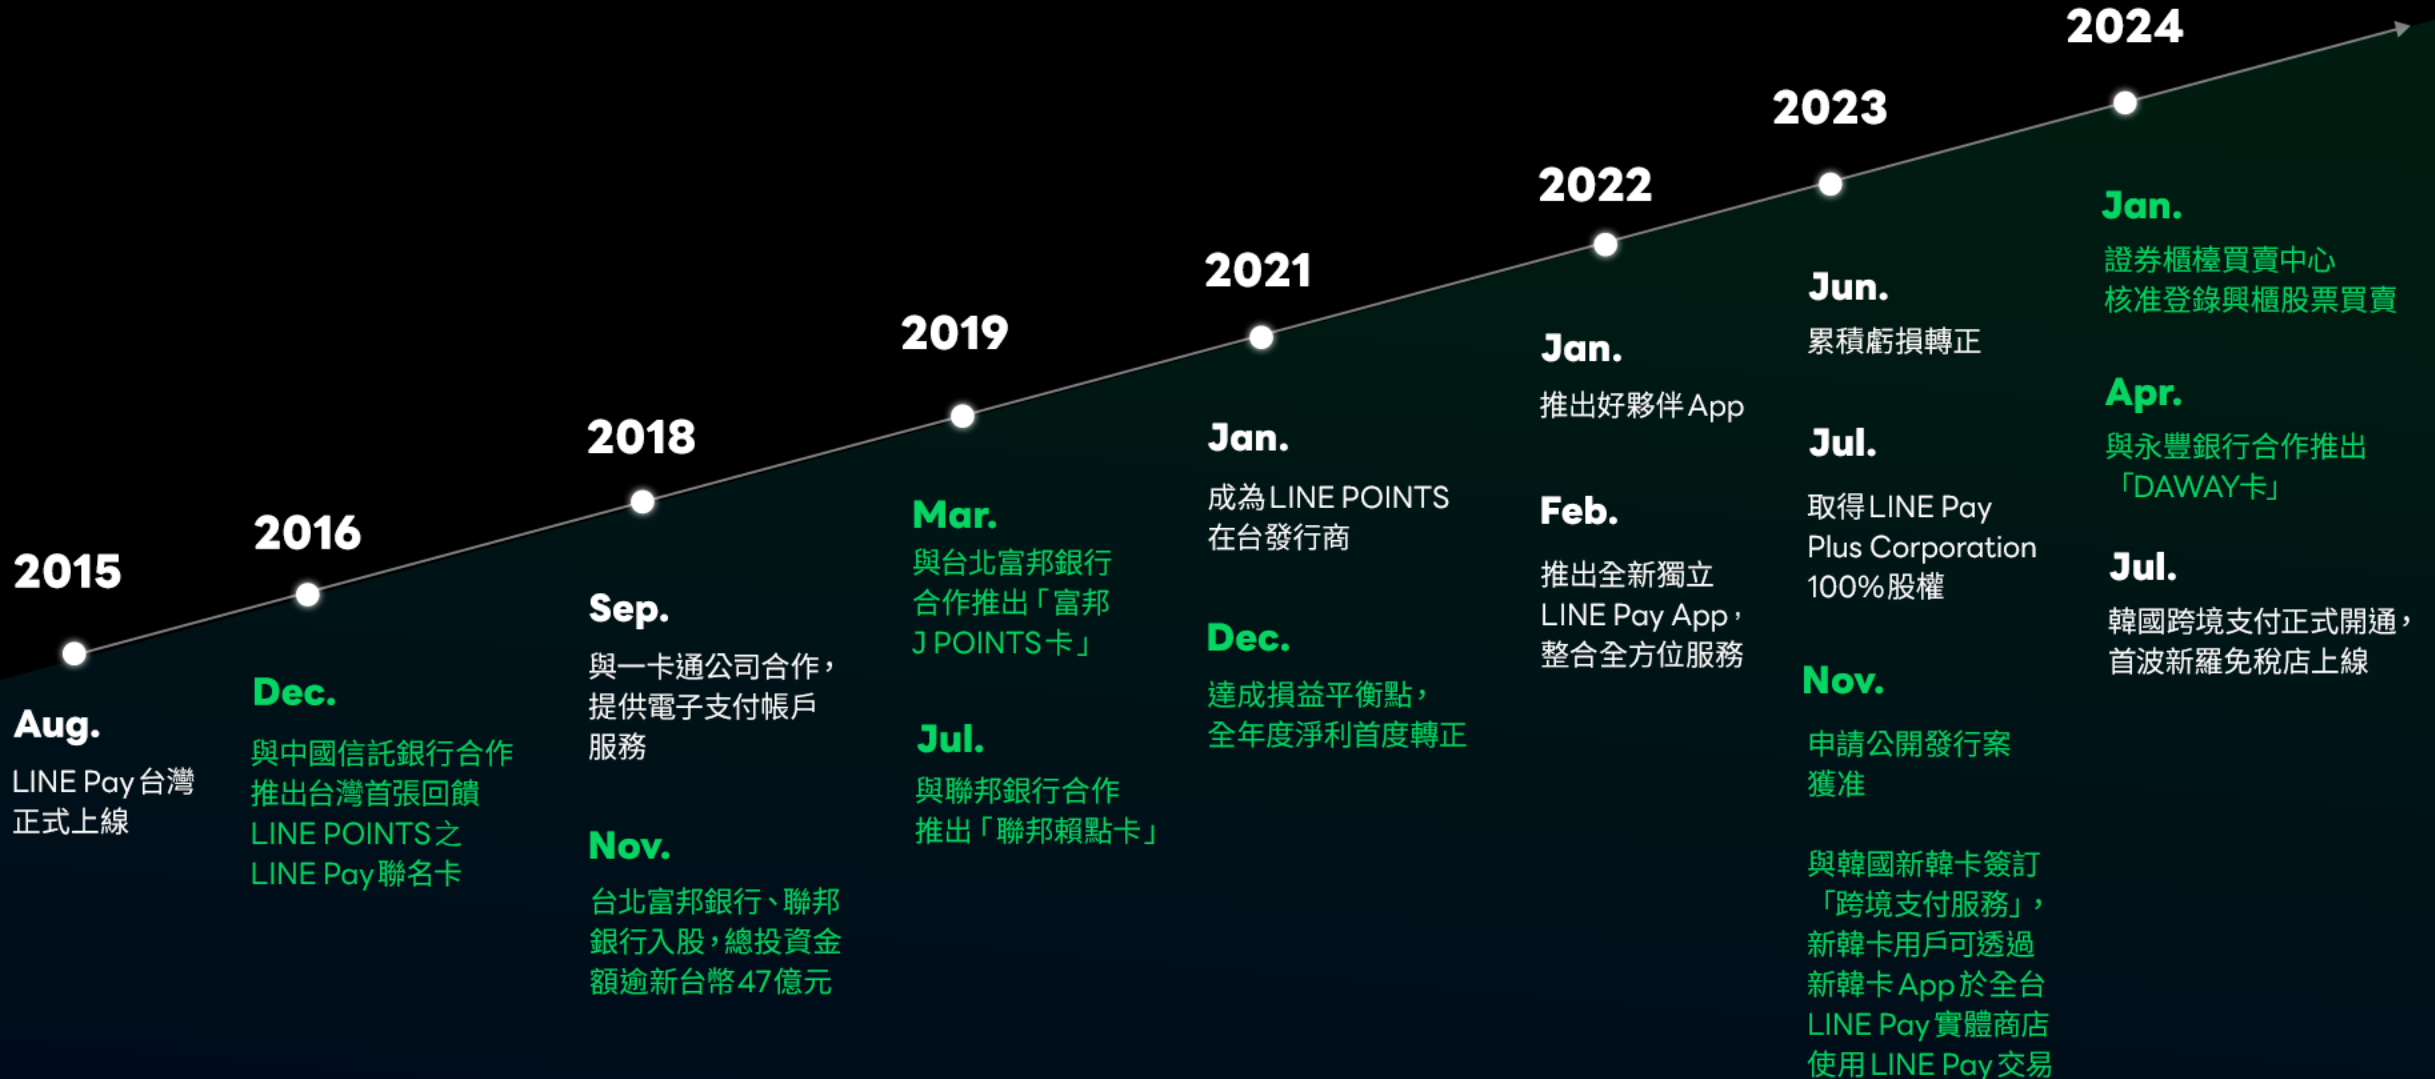 2015
Aug.
LINE Pay台灣
正式上線
2016
Dec.
與中國信託銀行合作
推出台灣首張回饋
LINE POINTS之
LINE Pay聯名卡
2018
Sep.
與一卡通公司合作，
提供電子支付帳戶
服務
Nov.
台北富邦銀行、聯邦
銀行入股，總投資金
額逾新台幣47億元
2019
Mar.
與台北富邦銀行
合作推出「富邦
J POINTS卡」
Jul.
與聯邦銀行合作
推出「聯邦賴點卡」
2021
Jan.
成為LINE POINTS
在台發行商
Dec.
達成損益平衡點，
全年度淨利首度轉正
2022
Jan.
推出好夥伴App
Feb.
推出全新獨立
LINE Pay App，
整合全方位服務
2023
Jun.
累積虧損轉正
Jul.
取得LINE Pay
Plus Corporation
100%股權
Nov.
申請公開發行案
獲准
與韓國新韓卡簽訂
「跨境支付服務」，
新韓卡用戶可透過
新韓卡App於全台
LINE Pay實體商店
使用LINE Pay交易
2024
Jan.
證券櫃檯買賣中心
核准登錄興櫃股票買賣
Apr.
與永豐銀行合作推出
「DAWAY卡」
Jul.
韓國跨境支付正式開通，
首波新羅免稅店上線